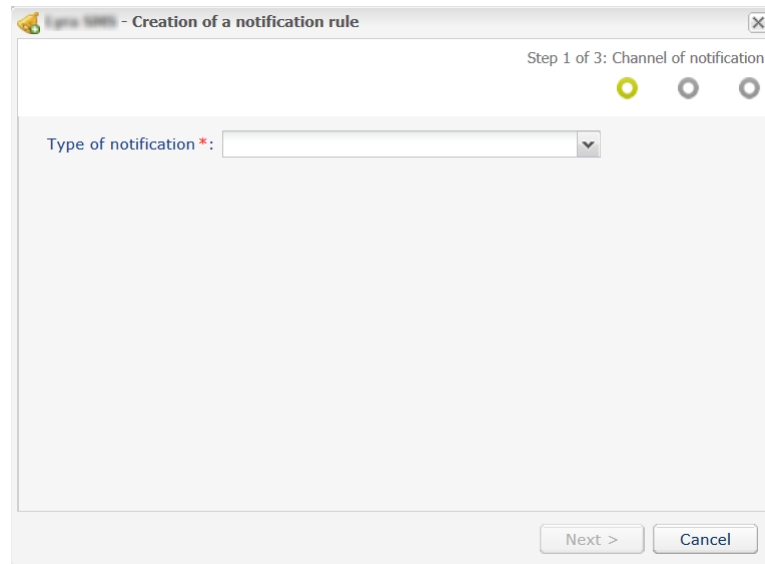 - Creation of a notification rule
Step 1 of 3: Channel of notification
Type of notification *:
Next >
Cancel